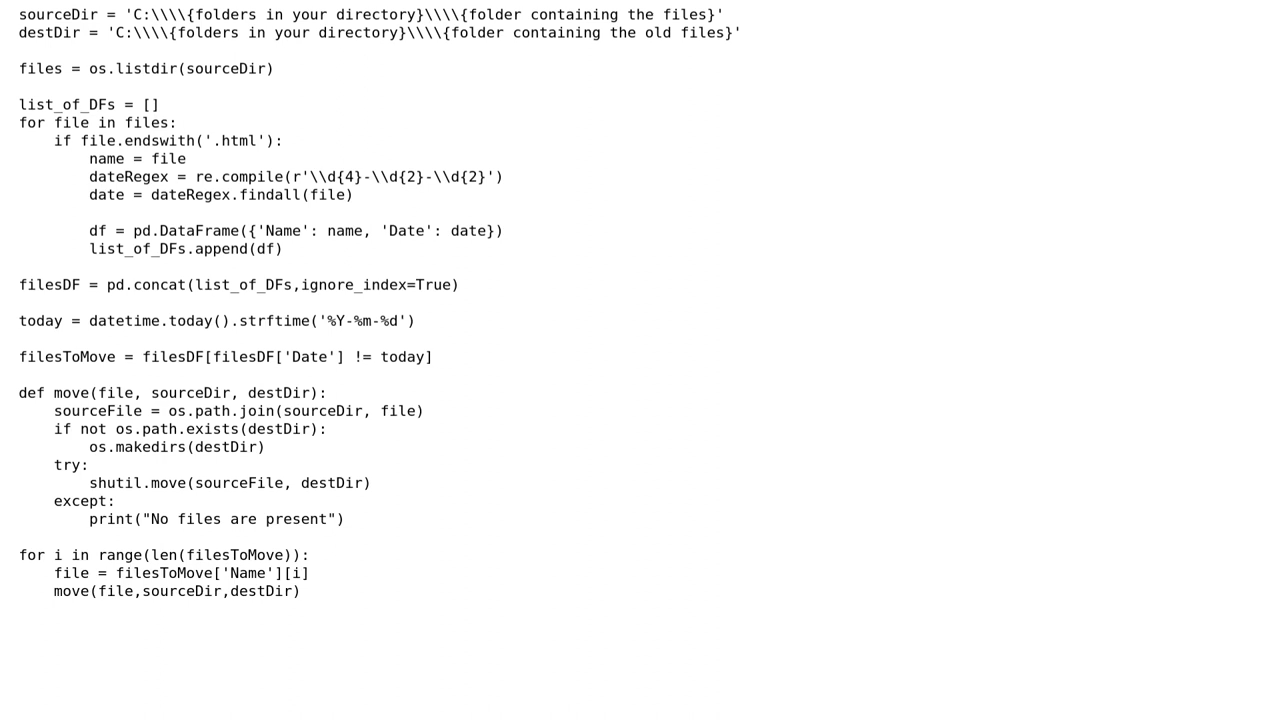 sourceDir = 'C:\\\\{folders in your directory}\\\\{folder containing the files}'
destDir = 'C:\\\\{folders in your directory}\\\\{folder containing the old files}'

files = os.listdir(sourceDir)

list_of_DFs = []
for file in files:
    if file.endswith('.html'):
        name = file
        dateRegex = re.compile(r'\\d{4}-\\d{2}-\\d{2}')
        date = dateRegex.findall(file)

        df = pd.DataFrame({'Name': name, 'Date': date})
        list_of_DFs.append(df)

filesDF = pd.concat(list_of_DFs,ignore_index=True)

today = datetime.today().strftime('%Y-%m-%d')

filesToMove = filesDF[filesDF['Date'] != today]

def move(file, sourceDir, destDir):
    sourceFile = os.path.join(sourceDir, file)
    if not os.path.exists(destDir):
        os.makedirs(destDir)
    try:
        shutil.move(sourceFile, destDir)
    except:
        print("No files are present")

for i in range(len(filesToMove)):
    file = filesToMove['Name'][i]
    move(file,sourceDir,destDir)